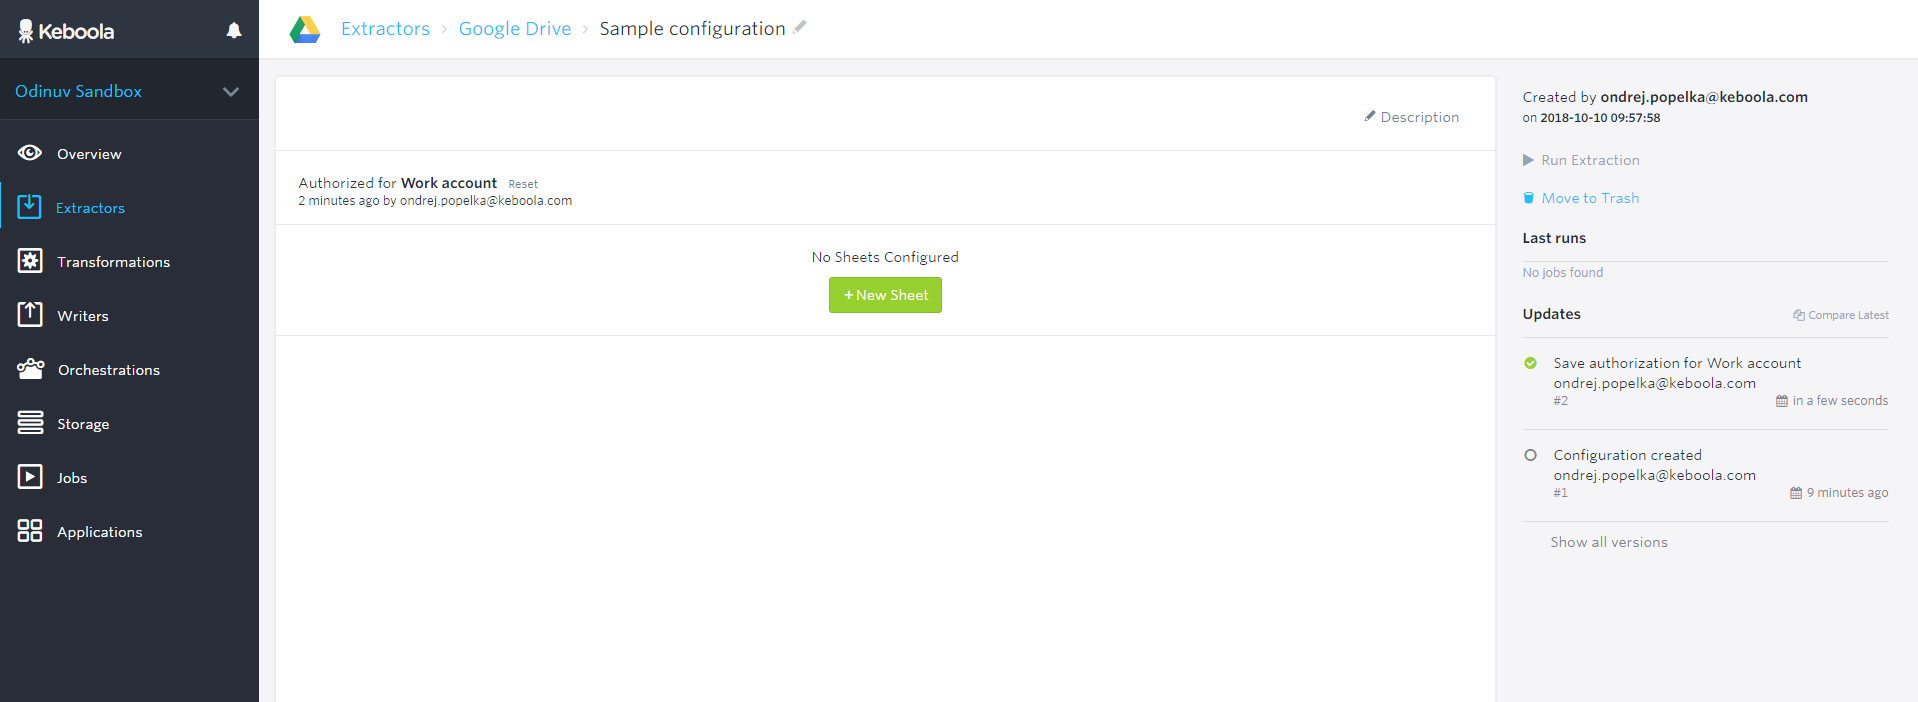 Keboola
Extractors › Google Drive › Sample configuration
Odinuv Sandbox
Overview
Extractors
Transformations
Writers
Orchestrations
Storage
Jobs
Applications
Description
Authorized for Work account Reset
2 minutes ago by ondrej.popelka@keboola.com
No Sheets Configured
+ New Sheet
Created by ondrej.popelka@keboola.com
on 2018-10-10 09:57:58
Run Extraction
Move to Trash
Last runs
No jobs found
Updates Compare Latest
Save authorization for Work account
ondrej.popelka@keboola.com
#2 in a few seconds
Configuration created
ondrej.popelka@keboola.com
#1 9 minutes ago
Show all versions